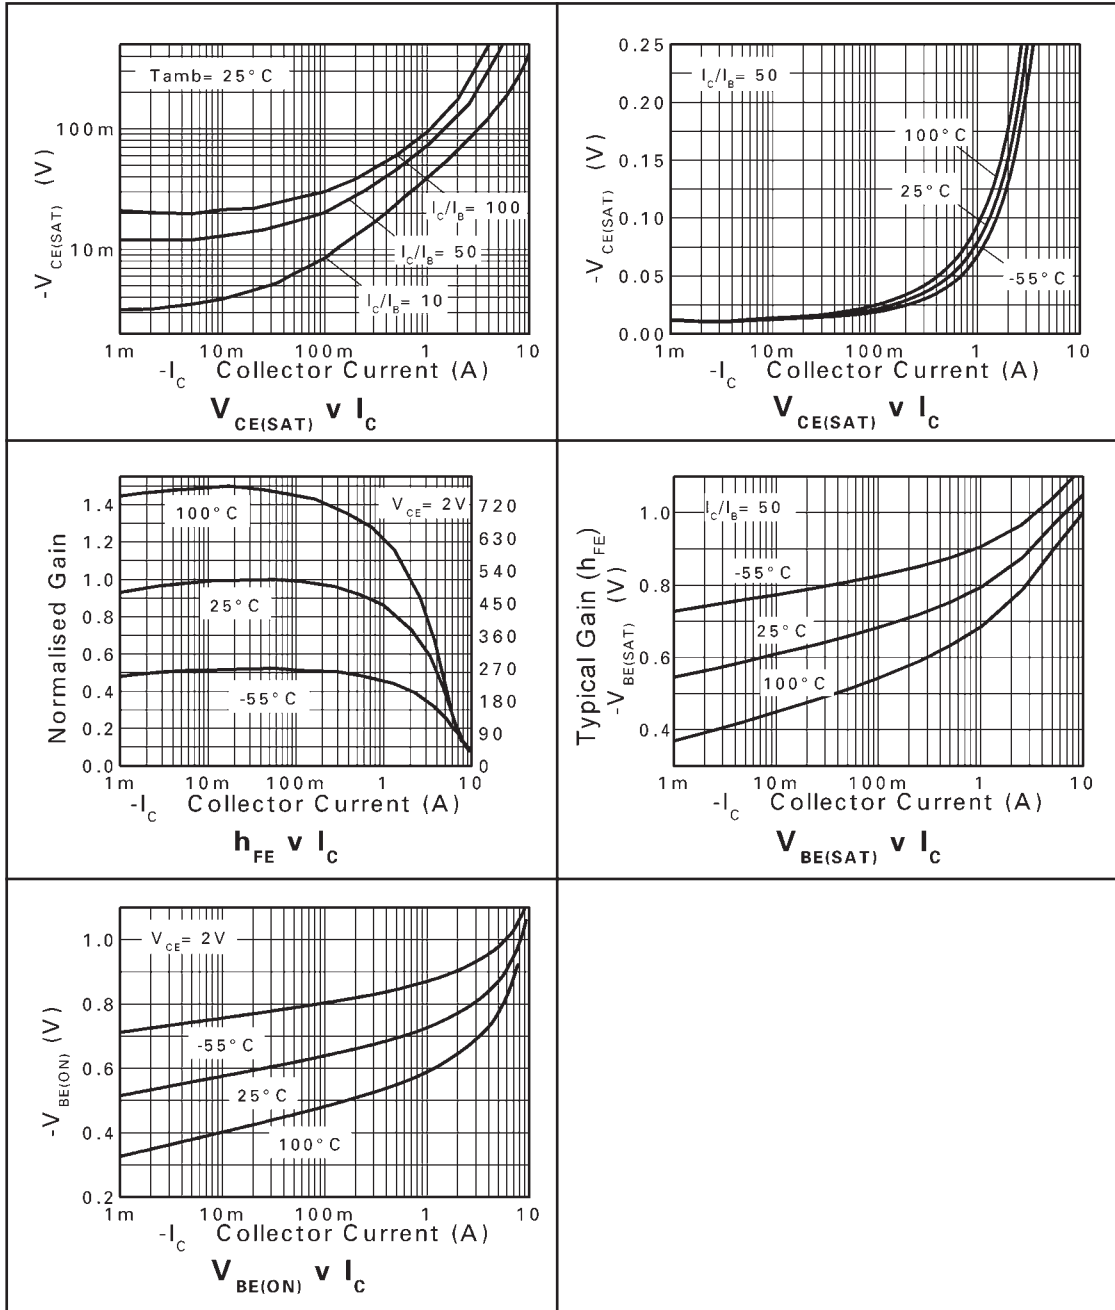 Tamb= 25°C
100m
10m
-V_CE(SAT) (V)
I_C/I_B= 100
I_C/I_B= 50
I_C/I_B= 10
1m 10m 100m 1 10
-I_C Collector Current (A)
V_CE(SAT) v I_C
I_C/I_B= 50
0.25
0.20
0.15
0.10
0.05
0.00
-V_CE(SAT) (V)
100°C
25°C
-55°C
1m 10m 100m 1 10
-I_C Collector Current (A)
V_CE(SAT) v I_C
V_CE= 2V
1.4
1.2
1.0
0.8
0.6
0.4
0.2
0.0
Normalised Gain
100°C
25°C
-55°C
720
630
540
450
360
270
180
90
0
Typical Gain (h_FE)
1m 10m 100m 1 10
-I_C Collector Current (A)
h_FE v I_C
I_C/I_B= 50
1.0
0.8
0.6
0.4
-V_BE(SAT) (V)
-55°C
25°C
100°C
1m 10m 100m 1 10
-I_C Collector Current (A)
V_BE(SAT) v I_C
V_CE= 2V
1.0
0.8
0.6
0.4
0.2
-V_BE(ON) (V)
-55°C
25°C
100°C
1m 10m 100m 1 10
-I_C Collector Current (A)
V_BE(ON) v I_C